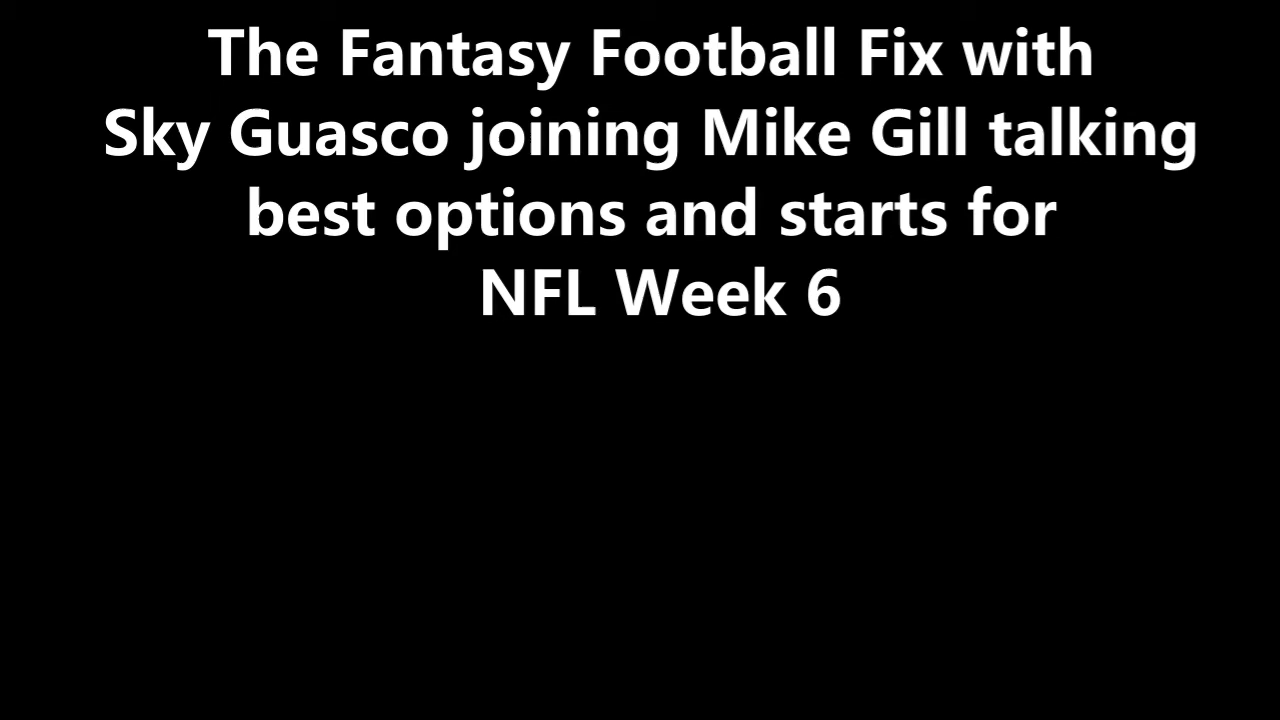 The Fantasy Football Fix with
Sky Guasco joining Mike Gill talking
best options and starts for
NFL Week 6